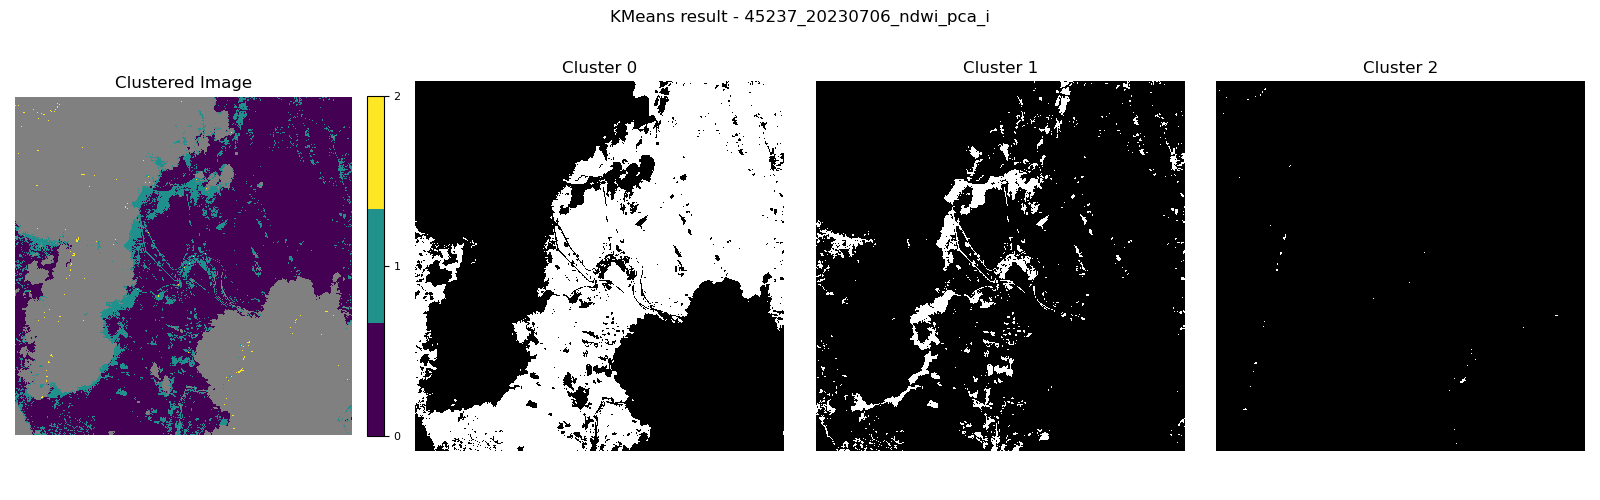 KMeans result - 45237_20230706_ndwi_pca_i
Clustered Image
Cluster 0
Cluster 1
Cluster 2
2
1
0